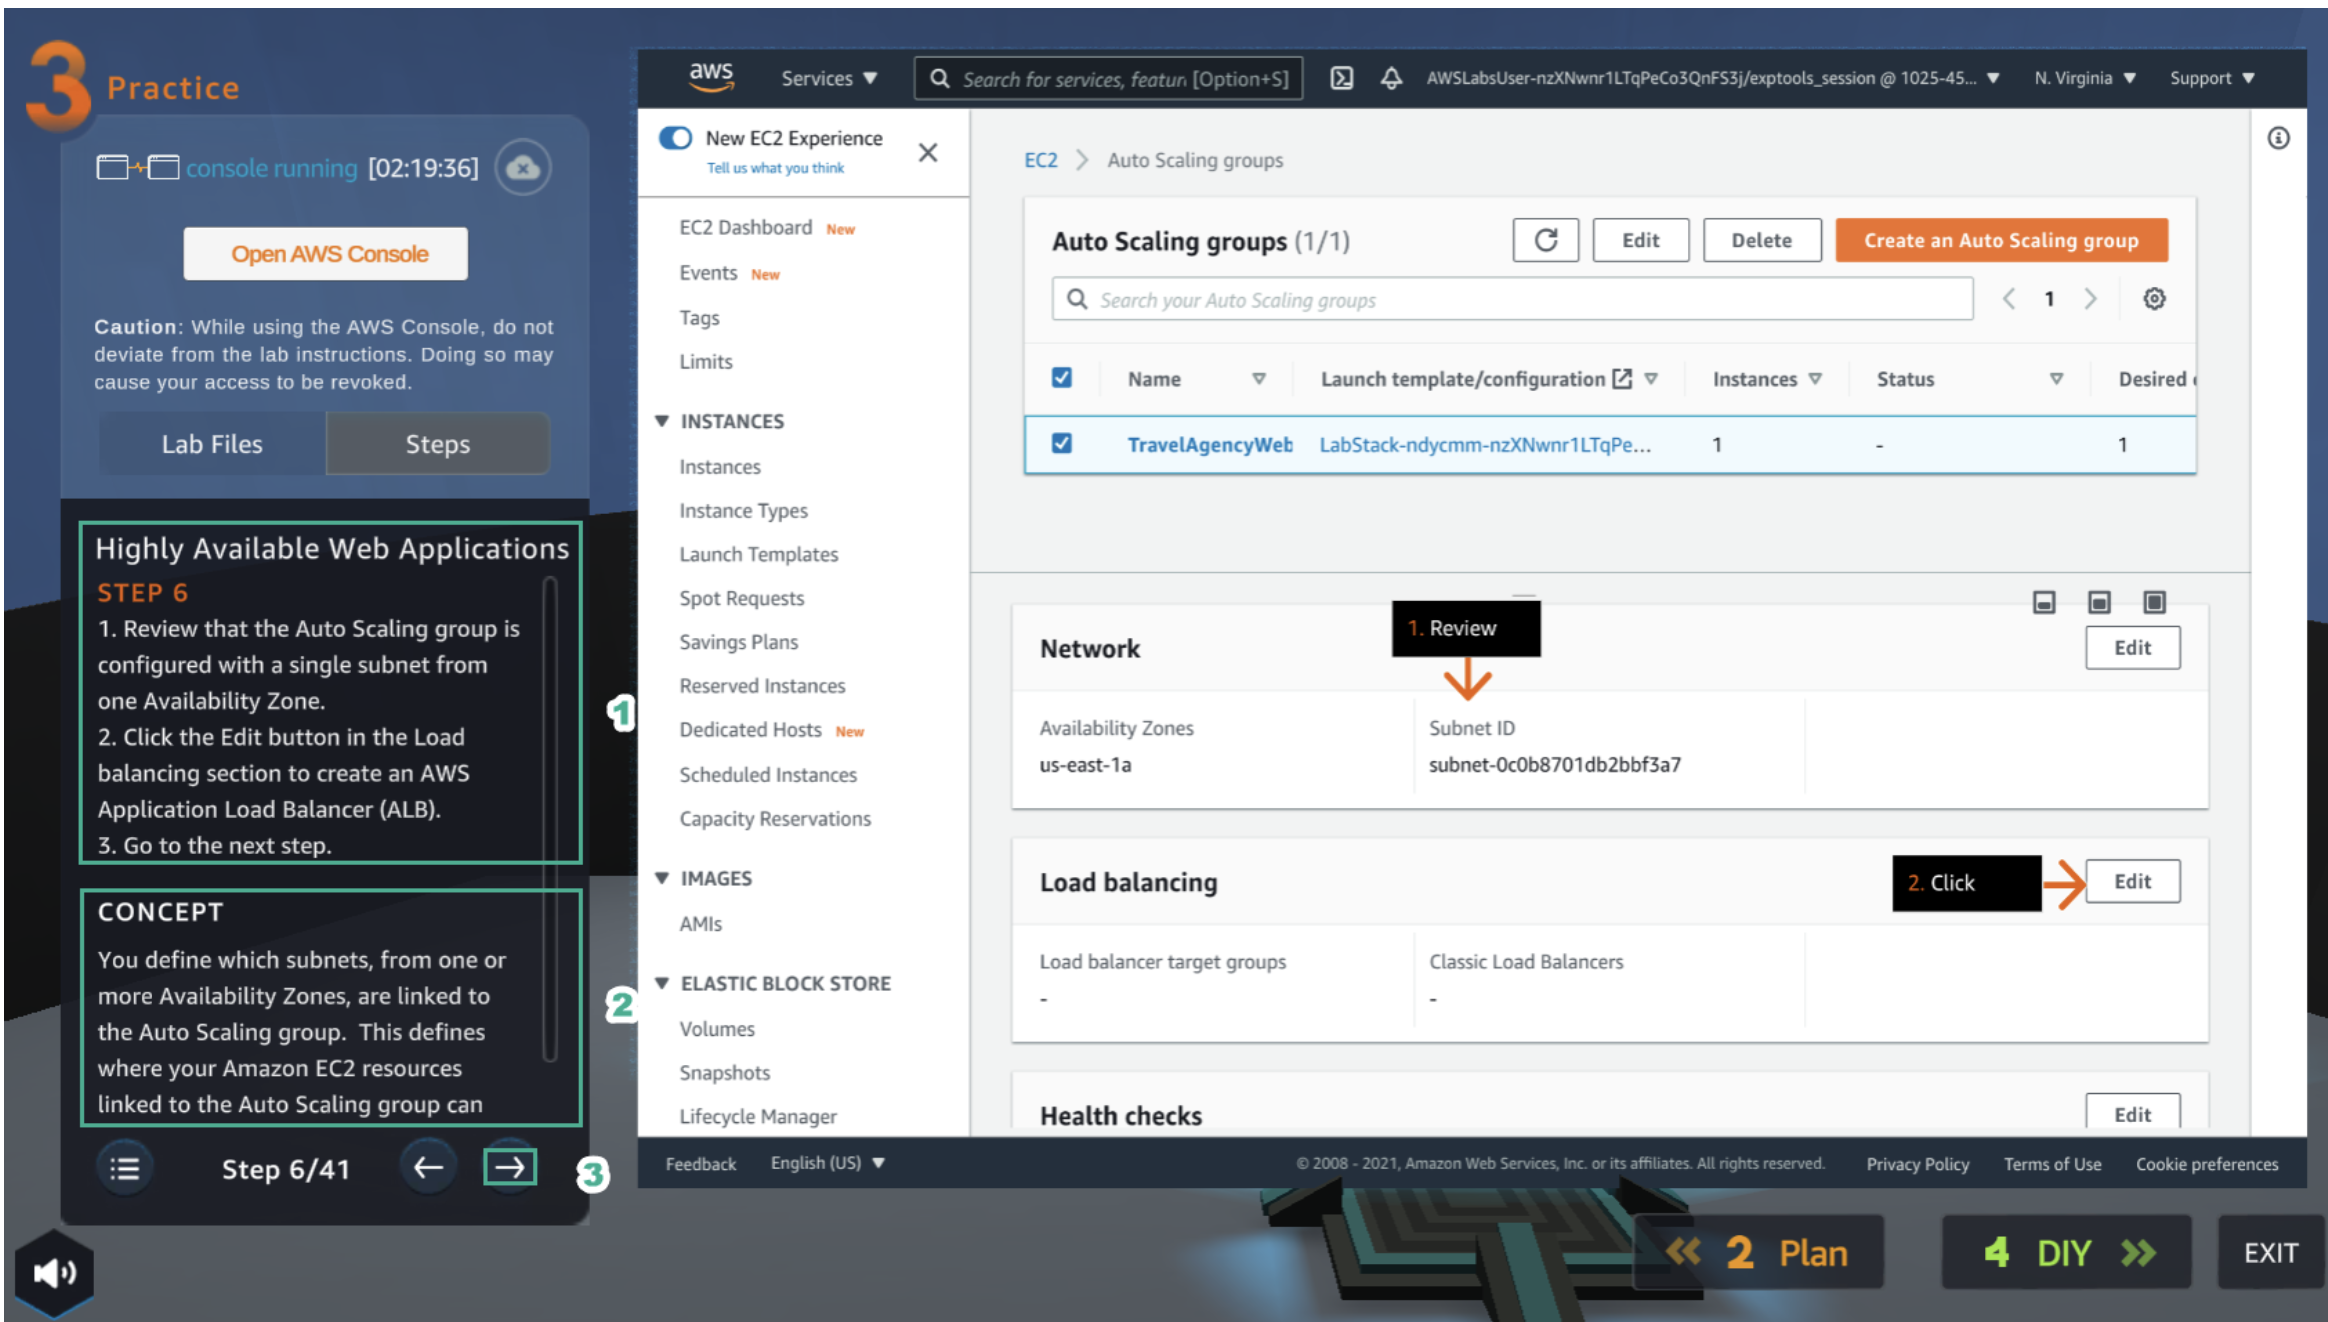 3 Practice
console running [02:19:36]
Open AWS Console
Caution: While using the AWS Console, do not
deviate from the lab instructions. Doing so may
cause your access to be revoked.
Lab Files
Steps
Highly Available Web Applications
STEP 6
1. Review that the Auto Scaling group is
configured with a single subnet from
one Availability Zone.
2. Click the Edit button in the Load
balancing section to create an AWS
Application Load Balancer (ALB).
3. Go to the next step.
1
CONCEPT
You define which subnets, from one or
more Availability Zones, are linked to
the Auto Scaling group. This defines
where your Amazon EC2 resources
linked to the Auto Scaling group can
2
Step 6/41
3
aws
Services
Search for services, featur [Option+S]
AWSLabsUser-nzXNwnr1LTqPeCo3QnFS3j/exptools_session @ 1025-45...
N. Virginia
Support
New EC2 Experience
Tell us what you think
EC2 Dashboard New
Events New
Tags
Limits
INSTANCES
Instances
Instance Types
Launch Templates
Spot Requests
Savings Plans
Reserved Instances
Dedicated Hosts New
Scheduled Instances
Capacity Reservations
IMAGES
AMIs
ELASTIC BLOCK STORE
Volumes
Snapshots
Lifecycle Manager
EC2 > Auto Scaling groups
Auto Scaling groups (1/1)
Edit
Delete
Create an Auto Scaling group
Search your Auto Scaling groups
1
Name
Launch template/configuration
Instances
Status
Desired
TravelAgencyWeb
LabStack-ndycmm-nzXNwnr1LTqPe...
1
-
1
1. Review
Network
Edit
Availability Zones
us-east-1a
Subnet ID
subnet-0c0b8701db2bbf3a7
Load balancing
2. Click
Edit
Load balancer target groups
-
Classic Load Balancers
-
Health checks
Edit
Feedback
English (US)
© 2008 - 2021, Amazon Web Services, Inc. or its affiliates. All rights reserved.
Privacy Policy
Terms of Use
Cookie preferences
2 Plan
4 DIY
EXIT